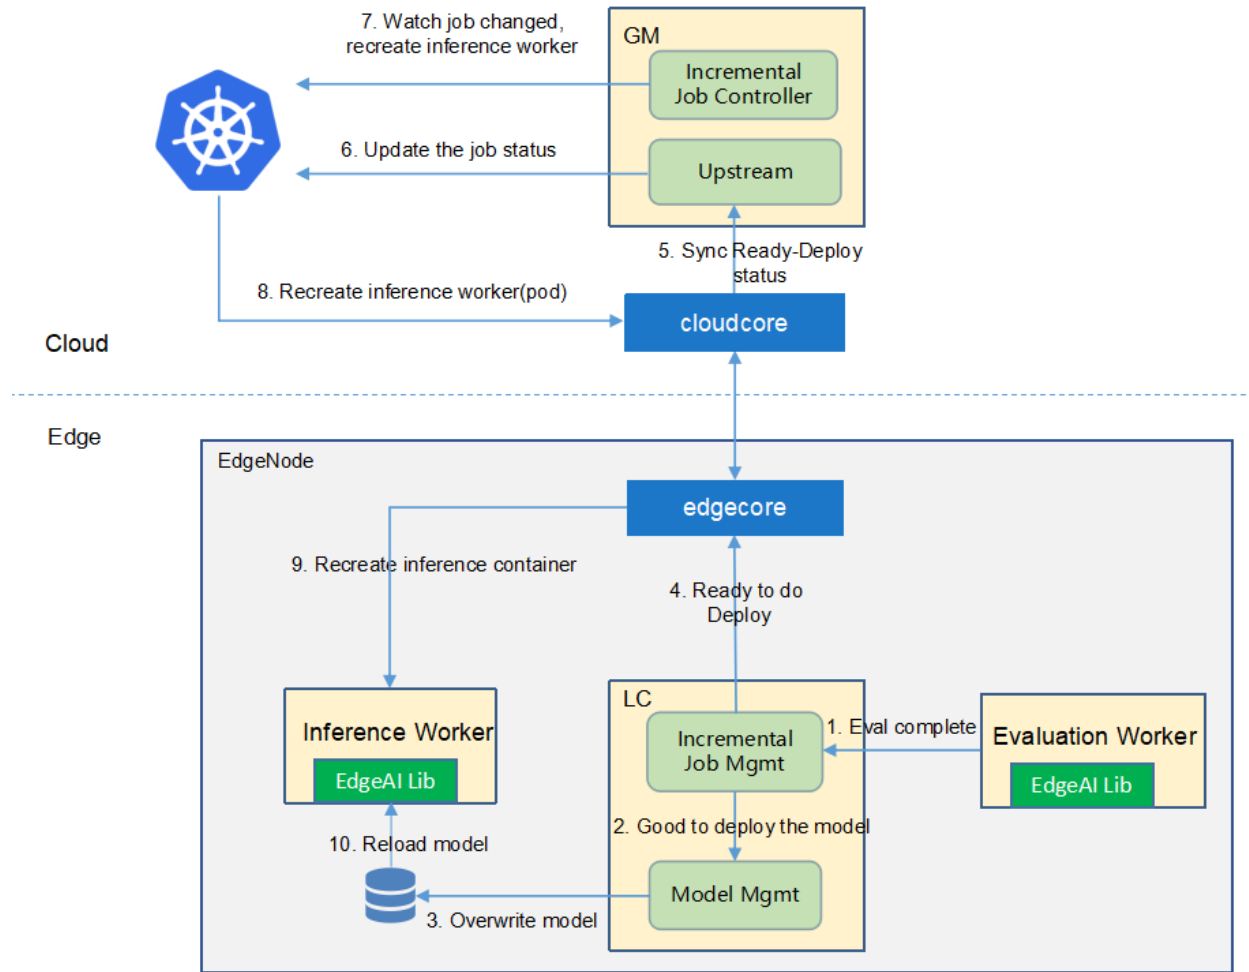 7. Watch job changed,
recreate inference worker
GM
Incremental
Job Controller
6. Update the job status
Upstream
5. Sync Ready-Deploy
status
8. Recreate inference worker(pod)
cloudcore
Cloud
Edge
EdgeNode
edgecore
9. Recreate inference container
4. Ready to do
Deploy
LC
Inference Worker
EdgeAI Lib
Incremental
Job Mgmt
1. Eval complete
Evaluation Worker
EdgeAI Lib
2. Good to deploy the model
10. Reload model
Model Mgmt
3. Overwrite model